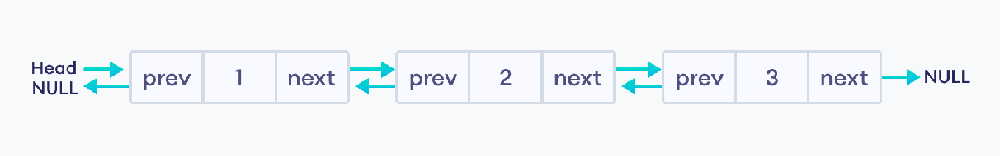 Head
NULL
prev 1 next
prev 2 next
prev 3 next
NULL